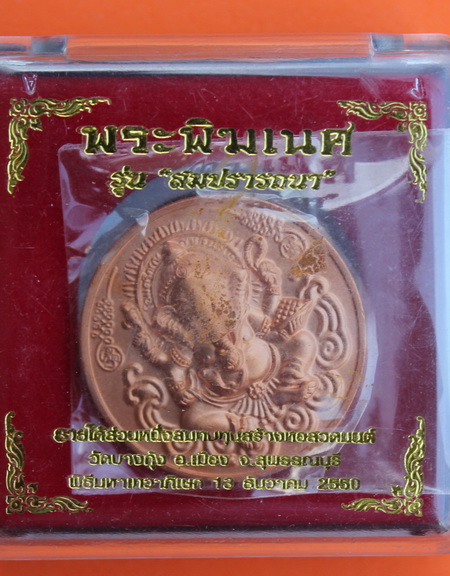 พระพิฆเนศ
รุ่น "สมปรารถนา"
รายได้ส่วนหนึ่งสมทบทุนสร้างหอสวดมนต์
วัดบางกุ้ง อ.เมือง จ.สุพรรณบุรี
พิธีมหาเทวาภิเษก 13 ธันวาคม 2550